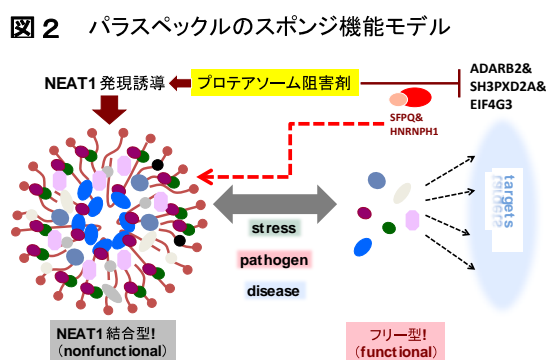 図2 パラスペックルのスポンジ機能モデル
NEAT1 発現誘導
プロテアソーム阻害剤
ADARB2&
SH3PXD2A&
EIF4G3
SFPQ&
HNRNPH1
targets
targets
stress
pathogen
disease
NEAT1 結合型!
(nonfunctional)
フリー型!
(functional)